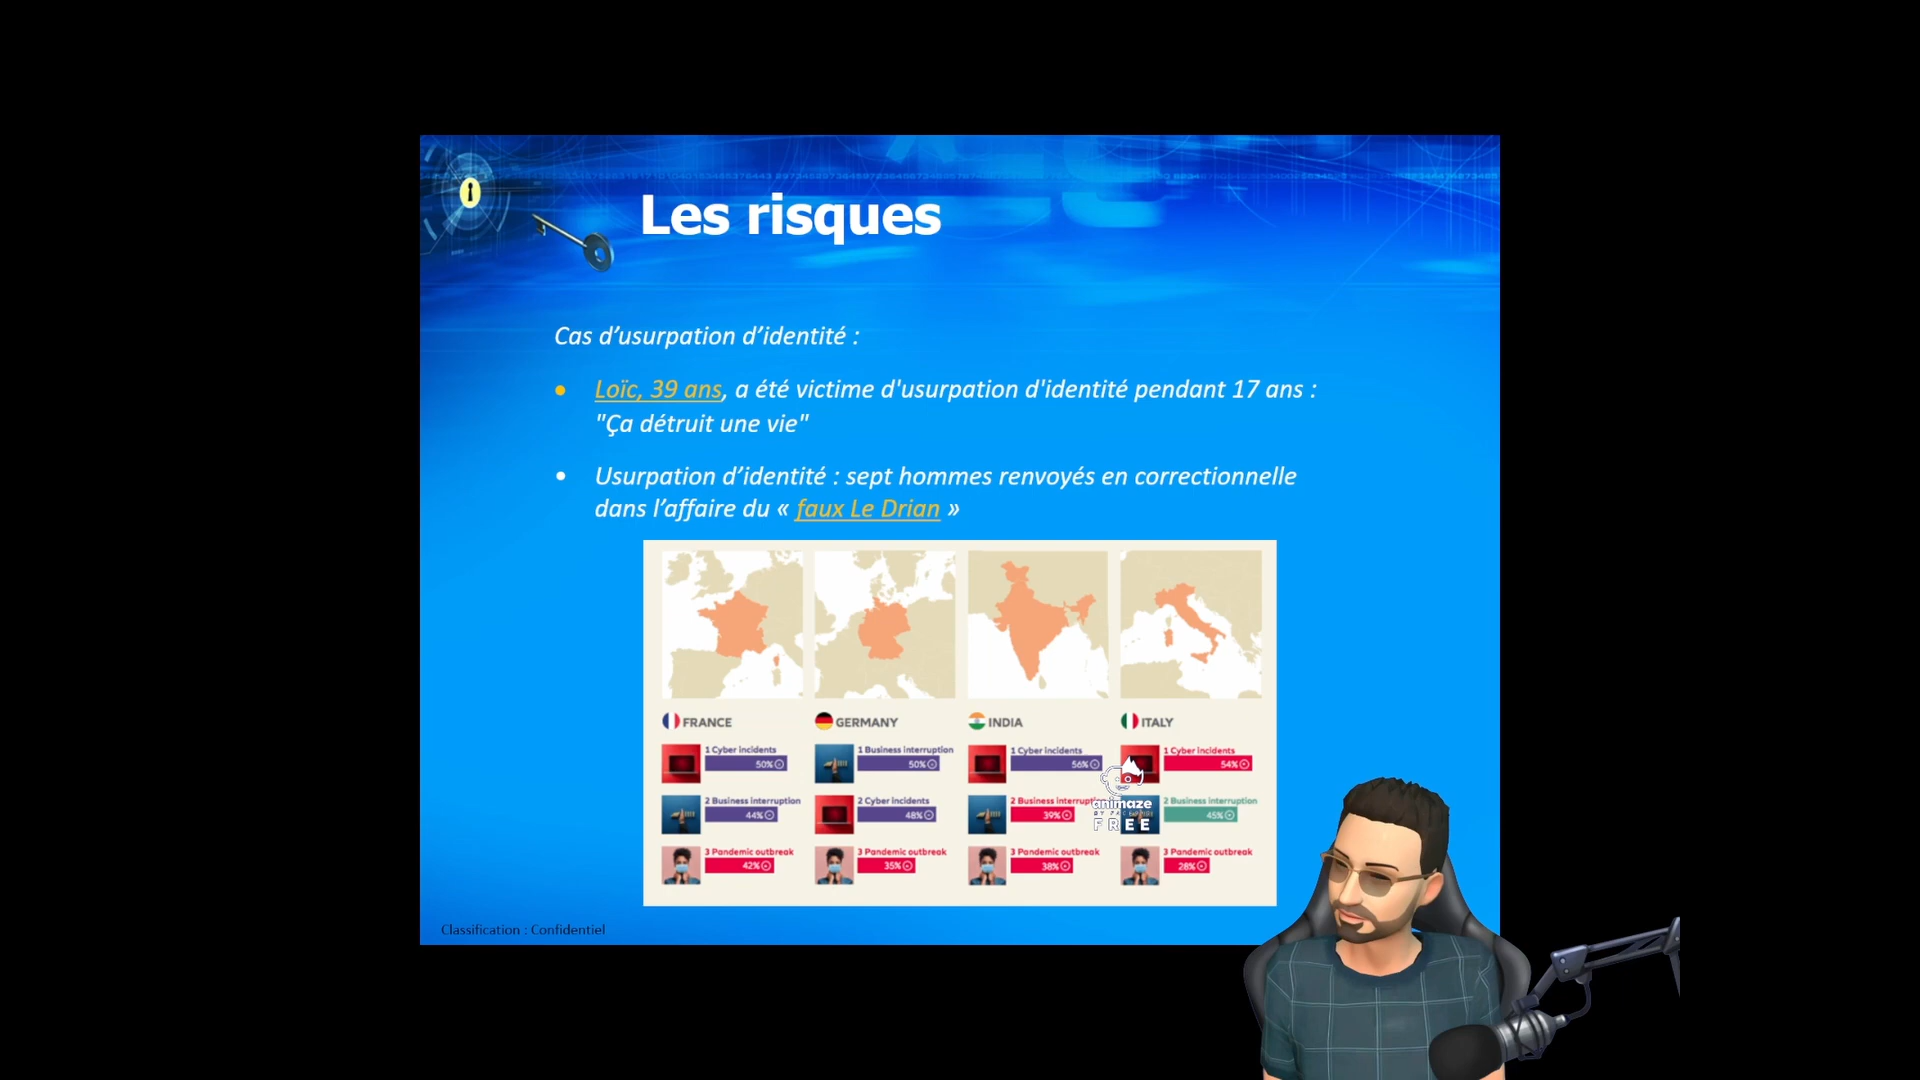 Les risques
Cas d’usurpation d’identité :
Loïc, 39 ans, a été victime d'usurpation d'identité pendant 17 ans :
"Ça détruit une vie"
Usurpation d’identité : sept hommes renvoyés en correctionnelle
dans l’affaire du « faux Le Drian »
FRANCE
1 Cyber incidents
50%
2 Business interruption
44%
3 Pandemic outbreak
42%
GERMANY
1 Business interruption
50%
2 Cyber incidents
48%
3 Pandemic outbreak
35%
INDIA
1 Cyber incidents
56%
2 Business interruption
39%
3 Pandemic outbreak
38%
ITALY
1 Cyber incidents
54%
2 Business interruption
45%
3 Pandemic outbreak
28%
animaze
FREE
Classification : Confidentiel